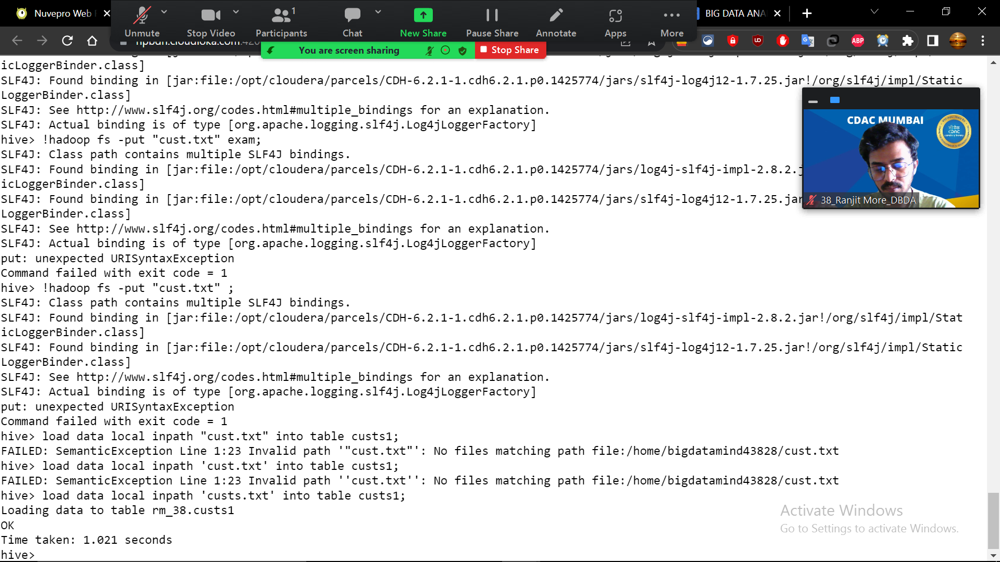 Nuvepro Web
BIG DATA ANA
Unmute
Stop Video
1
Participants
Chat
New Share
Pause Share
Annotate
Apps
More
You are screen sharing
Stop Share
icLoggerBinder.class]
SLF4J: Found binding in [jar:file:/opt/cloudera/parcels/CDH-6.2.1-1.cdh6.2.1.p0.1425774/jars/slf4j-log4j12-1.7.25.jar!/org/slf4j/impl/Static
LoggerBinder.class]
SLF4J: See http://www.slf4j.org/codes.html#multiple_bindings for an explanation.
SLF4J: Actual binding is of type [org.apache.logging.slf4j.Log4jLoggerFactory]
hive> !hadoop fs -put "cust.txt" exam;
SLF4J: Class path contains multiple SLF4J bindings.
SLF4J: Found binding in [jar:file:/opt/cloudera/parcels/CDH-6.2.1-1.cdh6.2.1.p0.1425774/jars/log4j-slf4j-impl-2.8.2.j
icLoggerBinder.class]
SLF4J: Found binding in [jar:file:/opt/cloudera/parcels/CDH-6.2.1-1.cdh6.2.1.p0.1425774/jars/slf4j-log4j12-1.7.25.jar
LoggerBinder.class]
SLF4J: See http://www.slf4j.org/codes.html#multiple_bindings for an explanation.
SLF4J: Actual binding is of type [org.apache.logging.slf4j.Log4jLoggerFactory]
put: unexpected URISyntaxException
Command failed with exit code = 1
hive> !hadoop fs -put "cust.txt" ;
SLF4J: Class path contains multiple SLF4J bindings.
SLF4J: Found binding in [jar:file:/opt/cloudera/parcels/CDH-6.2.1-1.cdh6.2.1.p0.1425774/jars/log4j-slf4j-impl-2.8.2.jar!/org/slf4j/impl/Stat
icLoggerBinder.class]
SLF4J: Found binding in [jar:file:/opt/cloudera/parcels/CDH-6.2.1-1.cdh6.2.1.p0.1425774/jars/slf4j-log4j12-1.7.25.jar!/org/slf4j/impl/Static
LoggerBinder.class]
SLF4J: See http://www.slf4j.org/codes.html#multiple_bindings for an explanation.
SLF4J: Actual binding is of type [org.apache.logging.slf4j.Log4jLoggerFactory]
put: unexpected URISyntaxException
Command failed with exit code = 1
hive> load data local inpath "cust.txt" into table custs1;
FAILED: SemanticException Line 1:23 Invalid path '"cust.txt"': No files matching path file:/home/bigdatamind43828/cust.txt
hive> load data local inpath 'cust.txt' into table custs1;
FAILED: SemanticException Line 1:23 Invalid path ''cust.txt'': No files matching path file:/home/bigdatamind43828/cust.txt
hive> load data local inpath 'custs.txt' into table custs1;
Loading data to table rm_38.custs1
OK
Time taken: 1.021 seconds
hive>
CDAC MUMBAI
CDAC
38_Ranjit More_DBDA
ABP
Activate Windows
Go to Settings to activate Windows.